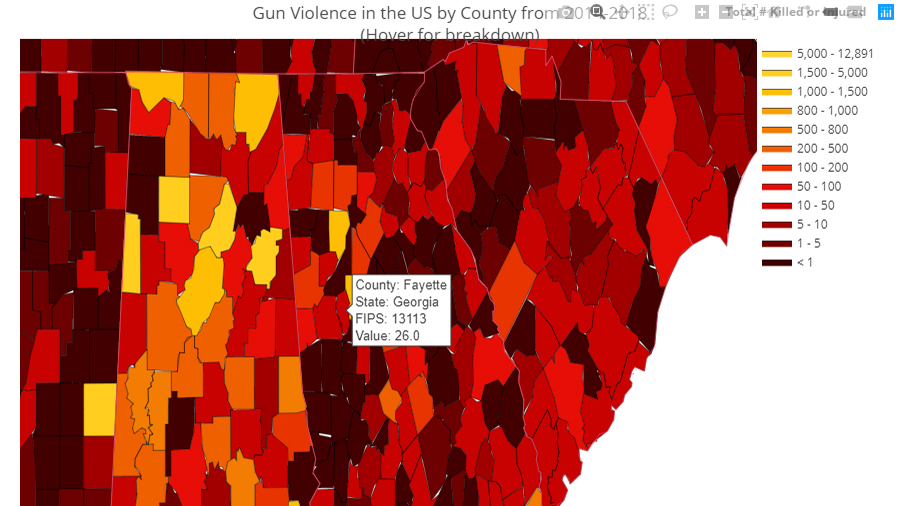 Gun Violence in the US by County from 2014-2018
(Hover for breakdown)
Total # Killed or Injured
5,000 - 12,891
1,500 - 5,000
1,000 - 1,500
800 - 1,000
500 - 800
200 - 500
100 - 200
50 - 100
10 - 50
5 - 10
1 - 5
< 1
County: Fayette
State: Georgia
FIPS: 13113
Value: 26.0